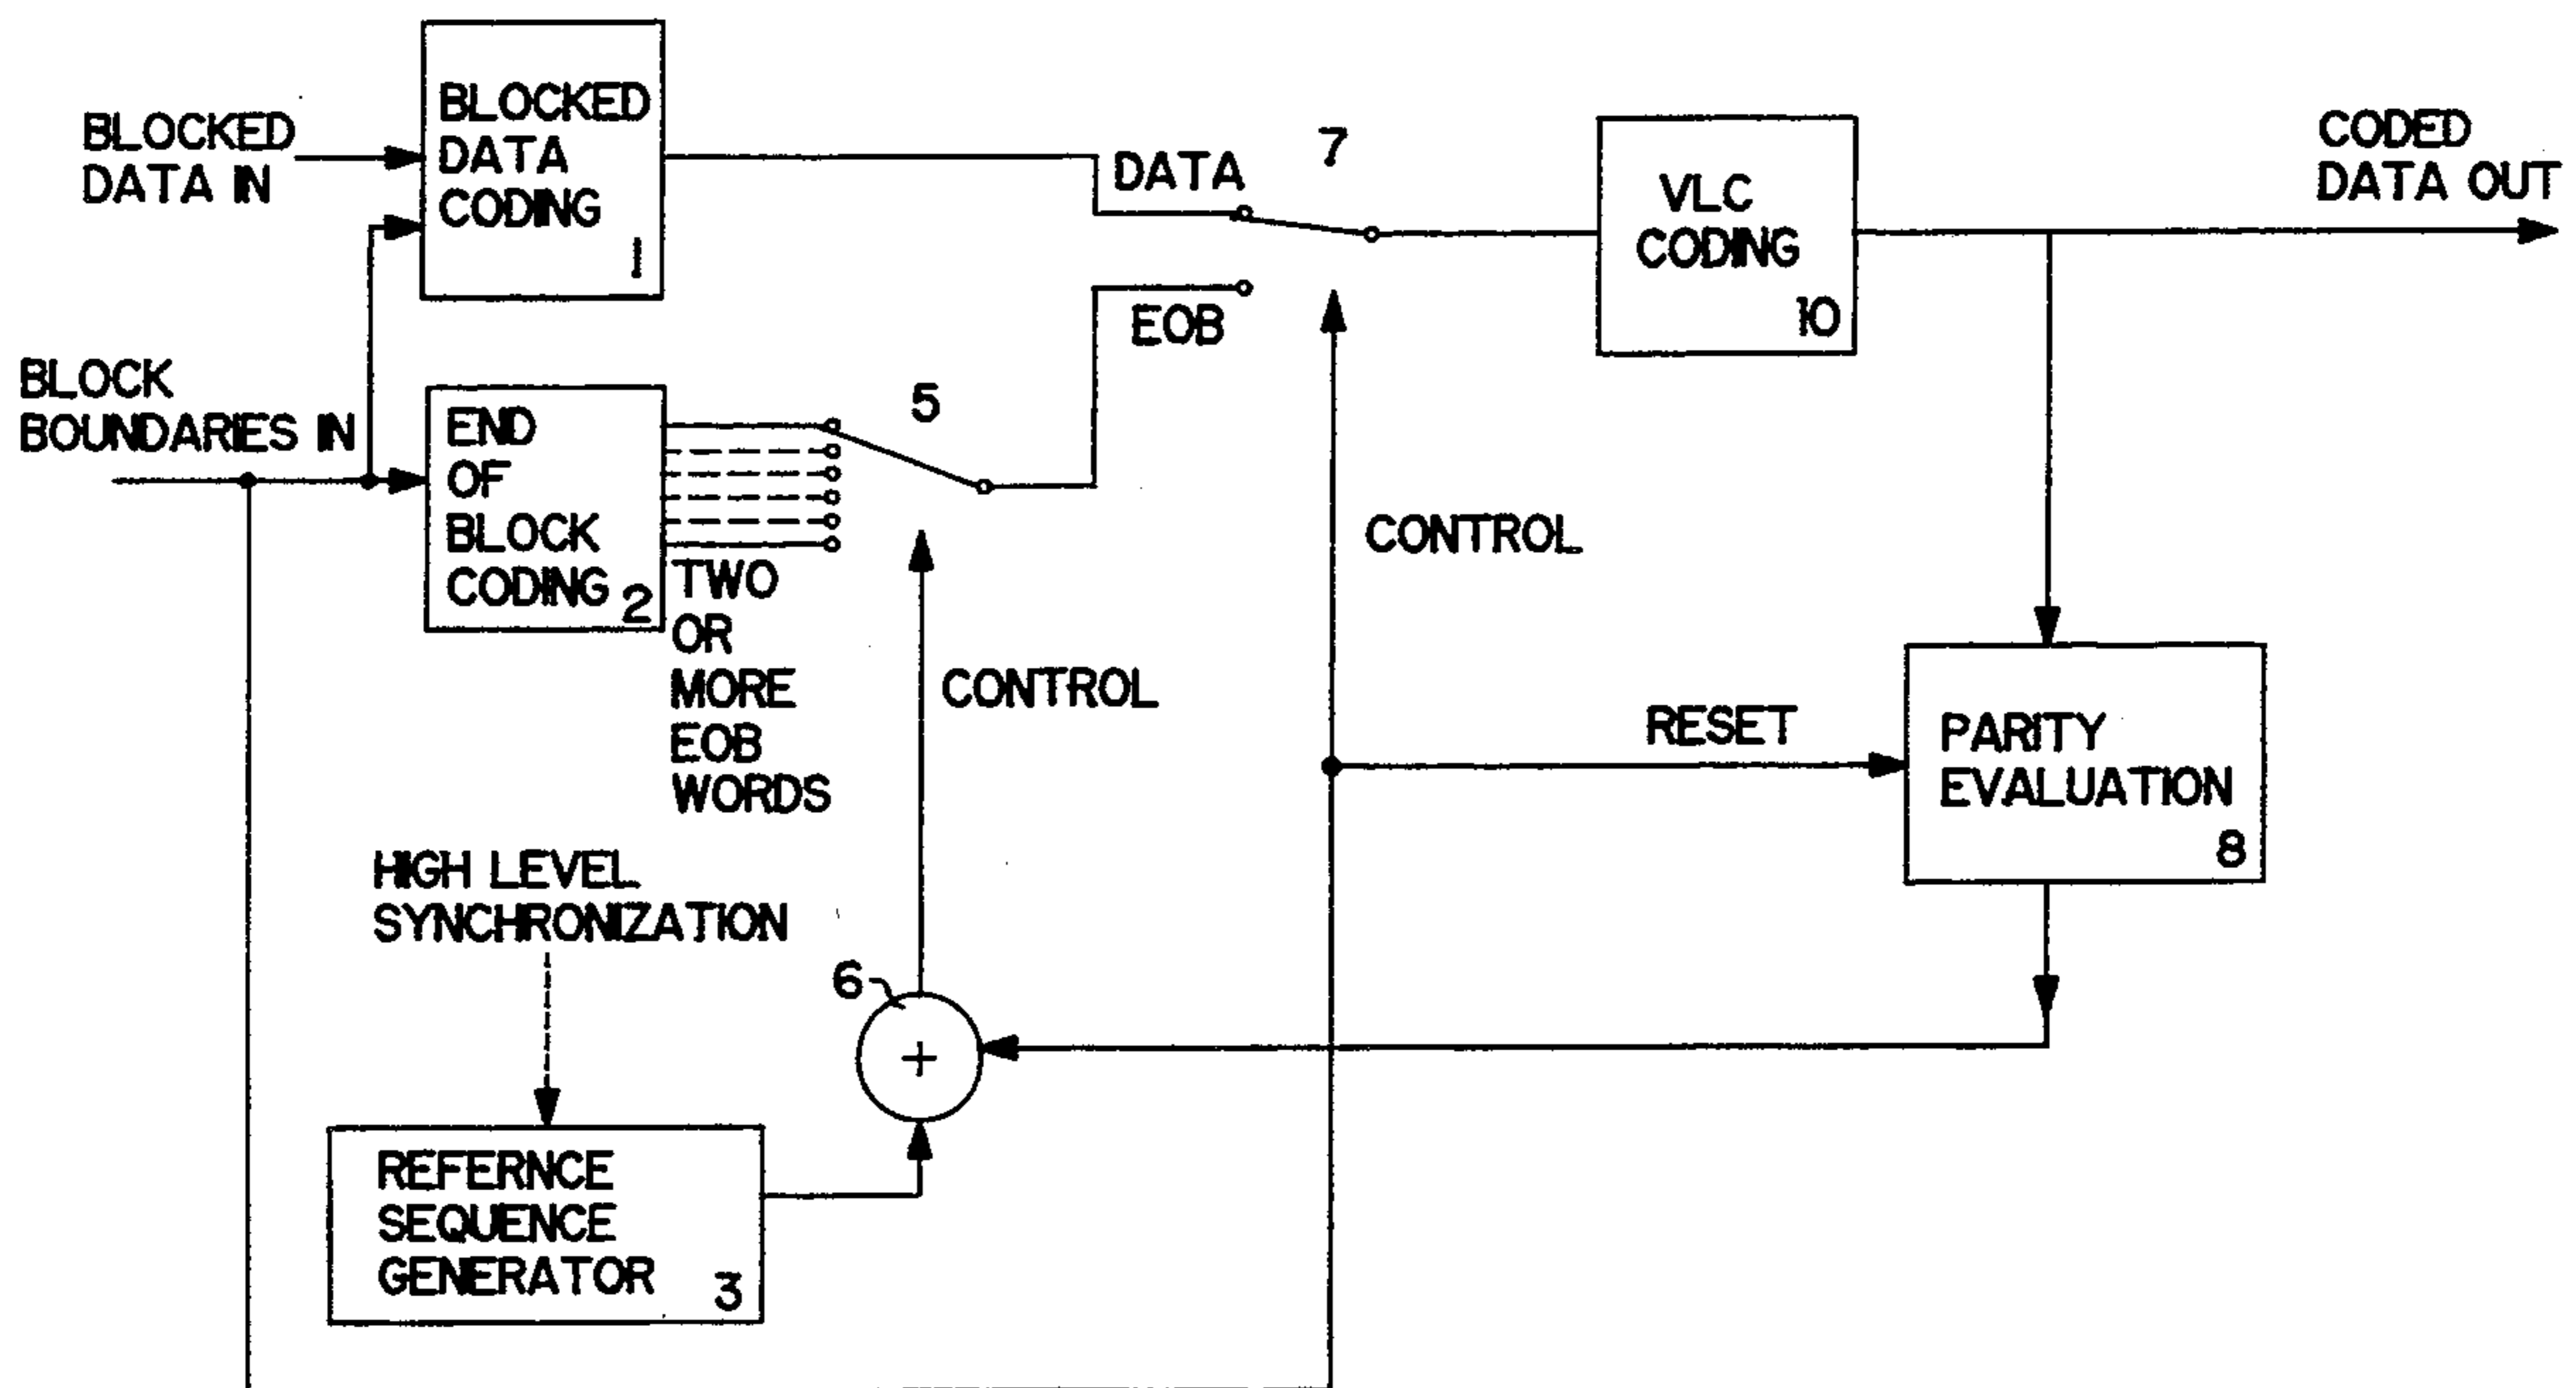 BLOCKED
DATA IN
BLOCKED
DATA
CODING
1
DATA
7
VLC
CODING
10
CODED
DATA OUT
EOB
BLOCK
BOUNDARIES IN
END
OF
BLOCK
CODING
2
5
TWO
OR
MORE
EOB
WORDS
CONTROL
CONTROL
RESET
PARITY
EVALUATION
8
HIGH LEVEL
SYNCHRONIZATION
6
+
REFERNCE
SEQUENCE
GENERATOR
3